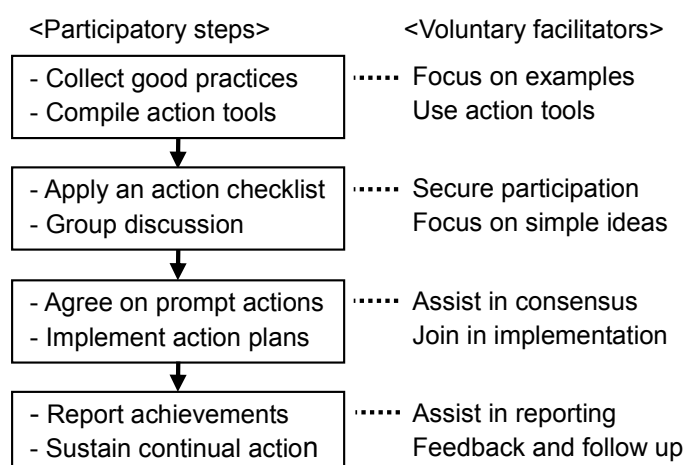 <Participatory steps>
<Voluntary facilitators>
- Collect good practices
- Compile action tools
Focus on examples
Use action tools
- Apply an action checklist
- Group discussion
Secure participation
Focus on simple ideas
- Agree on prompt actions
- Implement action plans
Assist in consensus
Join in implementation
- Report achievements
- Sustain continual action
Assist in reporting
Feedback and follow up